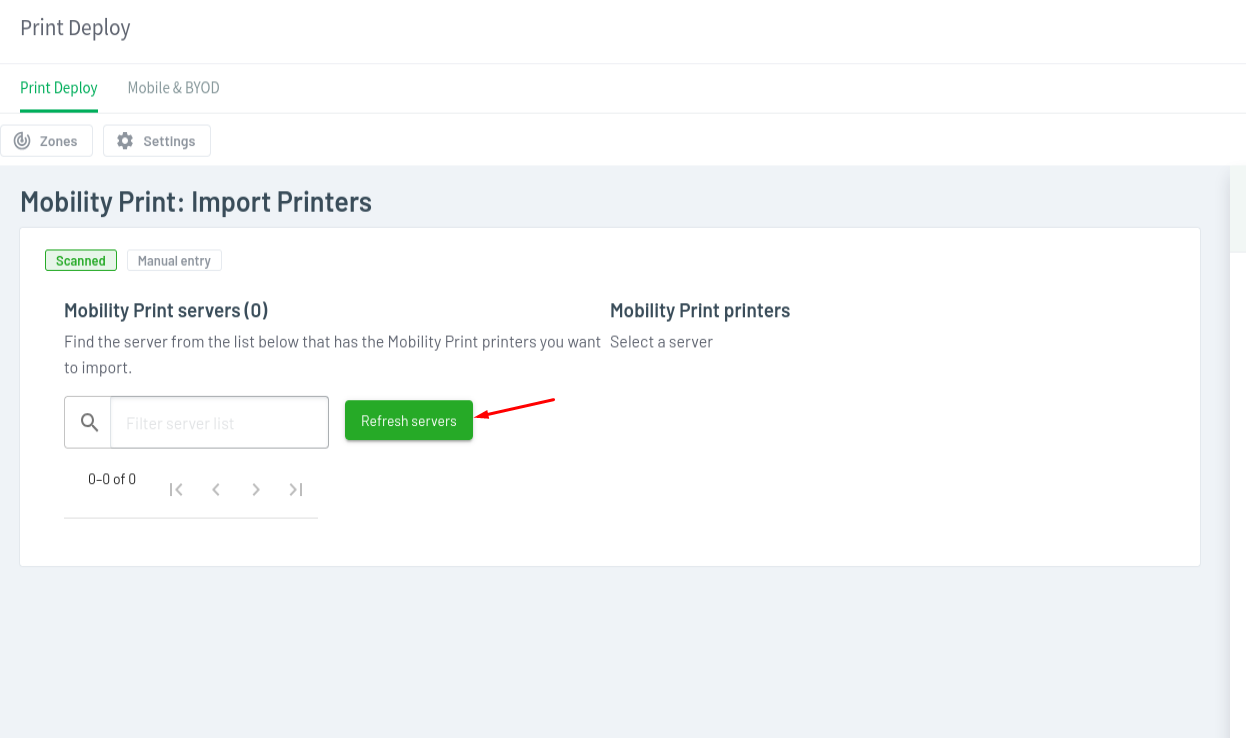 Print Deploy
Print Deploy
Mobile & BYOD
Zones
Settings
Mobility Print: Import Printers
Scanned
Manual entry
Mobility Print servers (0)
Find the server from the list below that has the Mobility Print printers you want
to import.
Filter server list
Refresh servers
0–0 of 0
Mobility Print printers
Select a server